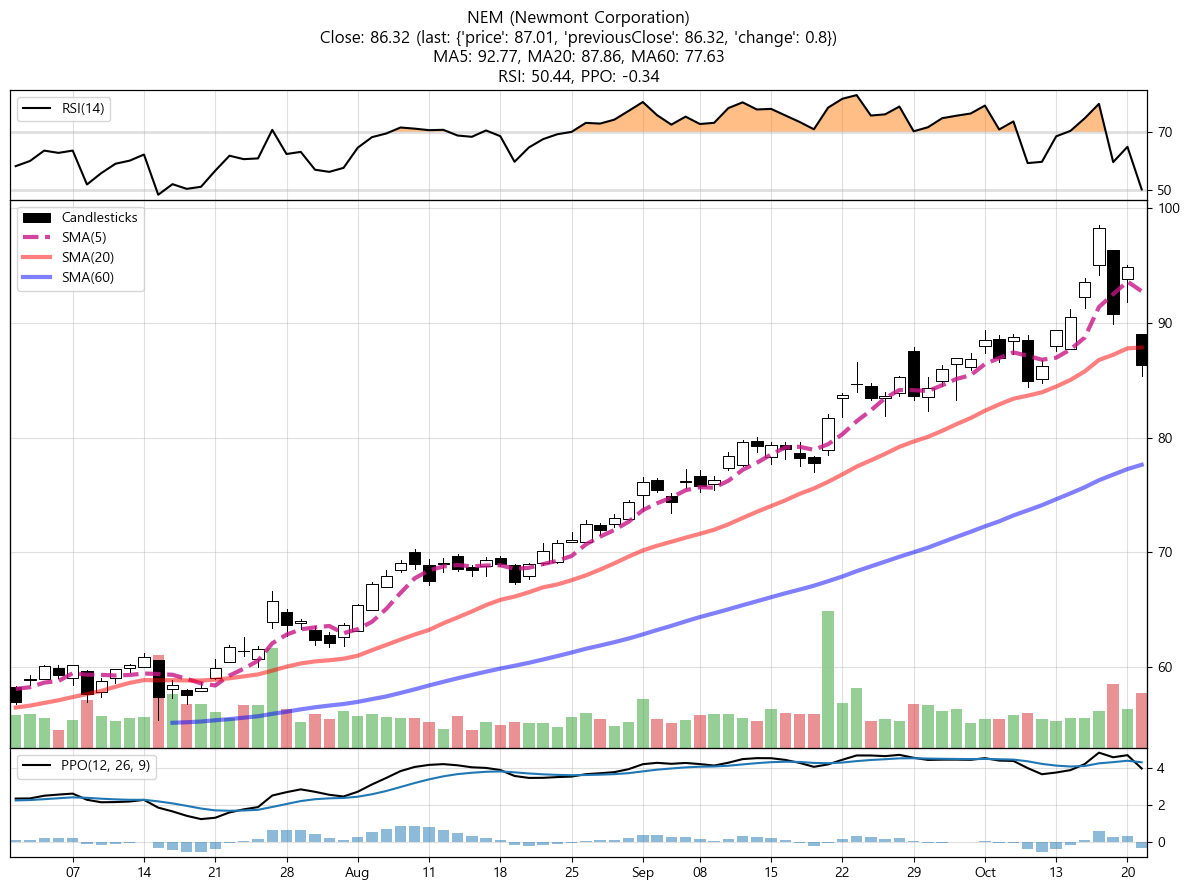 NEM (Newmont Corporation)
Close: 86.32 (last: {'price': 87.01, 'previousClose': 86.32, 'change': 0.8})
MA5: 92.77, MA20: 87.86, MA60: 77.63
RSI: 50.44, PPO: -0.34
RSI(14)
70
50
Candlesticks
SMA(5)
SMA(20)
SMA(60)
100
90
80
70
60
PPO(12, 26, 9)
4
2
0
07 14 21 28 Aug 11 18 25 Sep 08 15 22 29 Oct 13 20